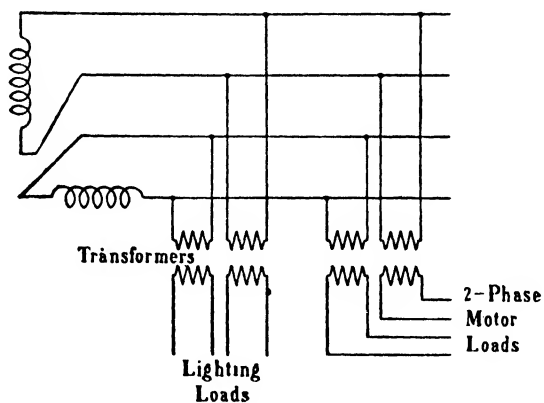 Transformers
2-Phase
Motor
Loads
Lighting
Loads